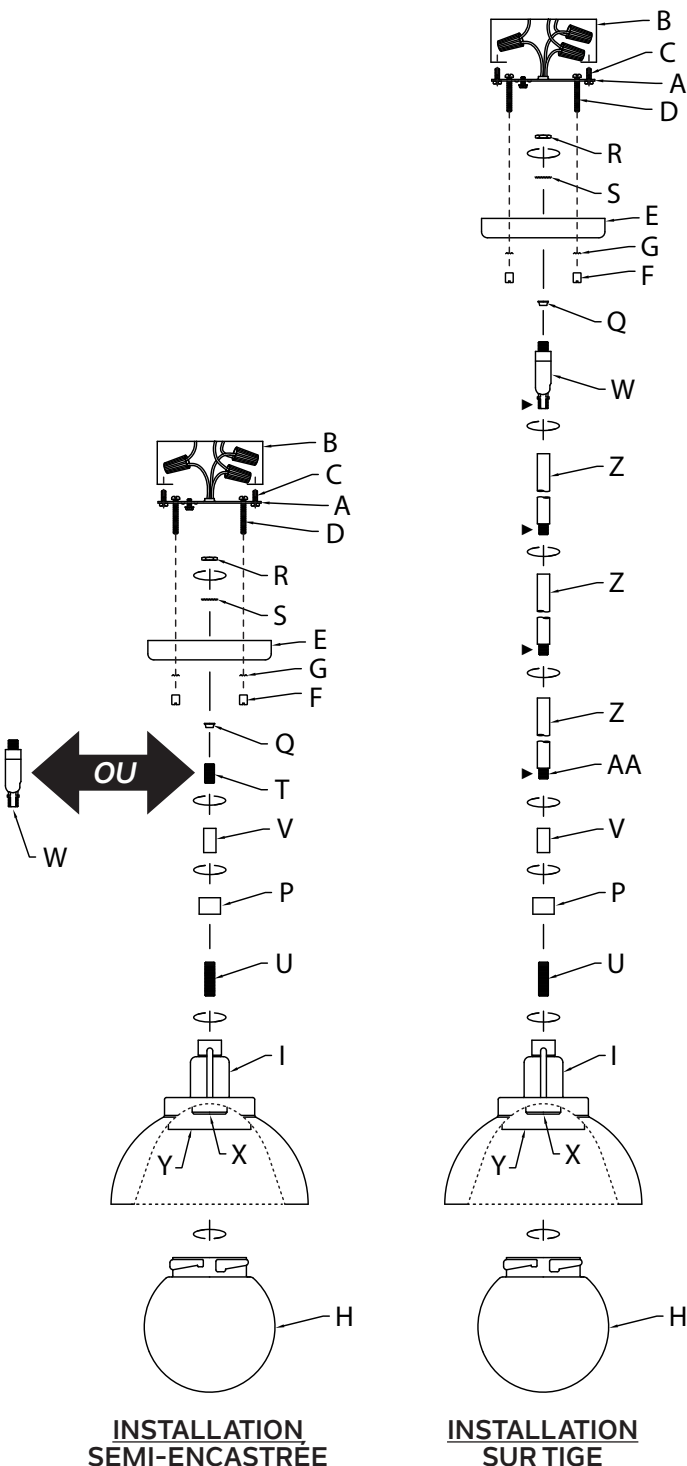 B
C
A
D
R
S
E
G
F
Q
W
Z
Z
Z
AA
V
P
U
I
X
Y
H
INSTALLATION
SUR TIGE
B
C
A
D
R
S
E
G
F
Q
OU
T
W
V
P
U
I
X
Y
H
INSTALLATION
SEMI-ENCASTRÉE